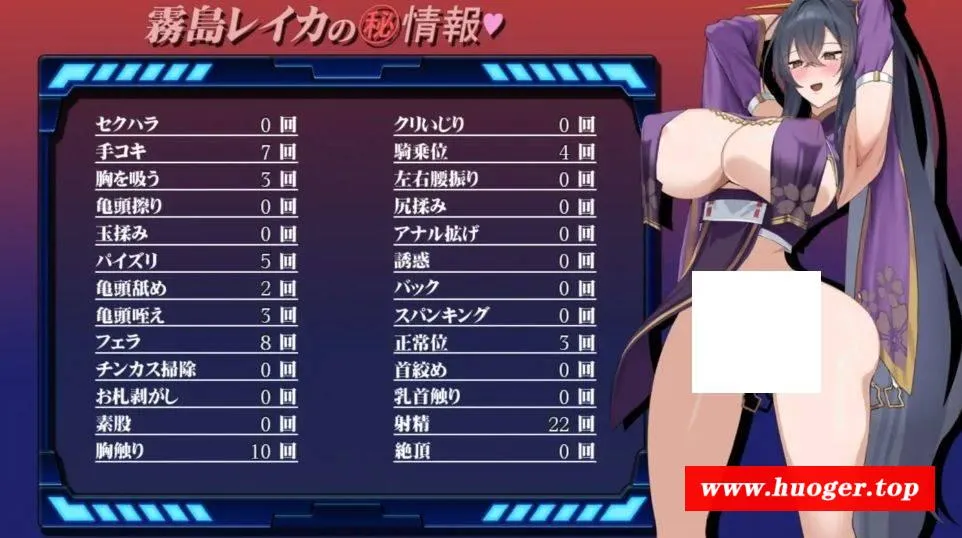 霧島レイカの㊙情報♥
セクハラ 0 回
手コキ 7 回
胸を吸う 3 回
亀頭擦り 0 回
玉揉み 0 回
パイズリ 5 回
亀頭舐め 2 回
亀頭咥え 3 回
フェラ 8 回
チンカス掃除 0 回
お札剥がし 0 回
素股 0 回
胸触り 10 回
クリいじり 0 回
騎乗位 4 回
左右腰振り 0 回
尻揉み 0 回
アナル拡げ 0 回
誘惑 0 回
バック 0 回
スパンキング 0 回
正常位 3 回
首絞め 0 回
乳首触り 0 回
射精 22 回
絶頂 0 回
www.huoger.top